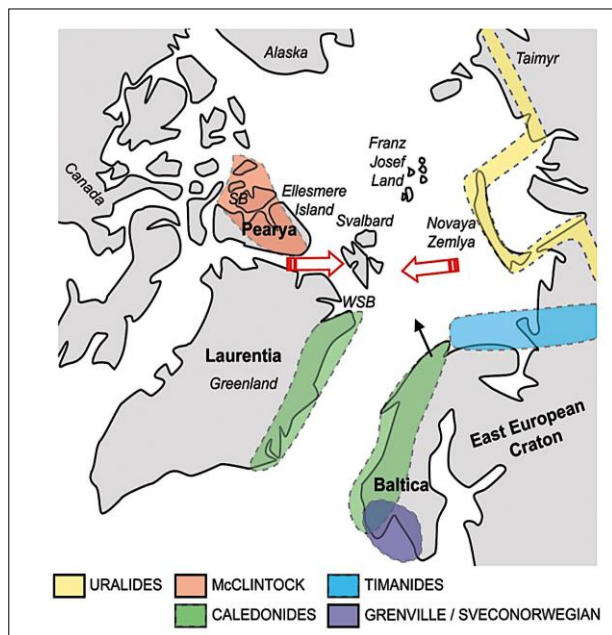 Alaska
Taimyr
Franz
Josef
Land
Canada
Ellesmere
Island
SB
Svalbard
Pearya
Novaya
Zemlya
WSB
Laurentia
Greenland
East European
Craton
Baltica
URALIDES
McCLINTOCK
TIMANIDES
CALEDONIDES
GRENVILLE / SVECONORWEGIAN